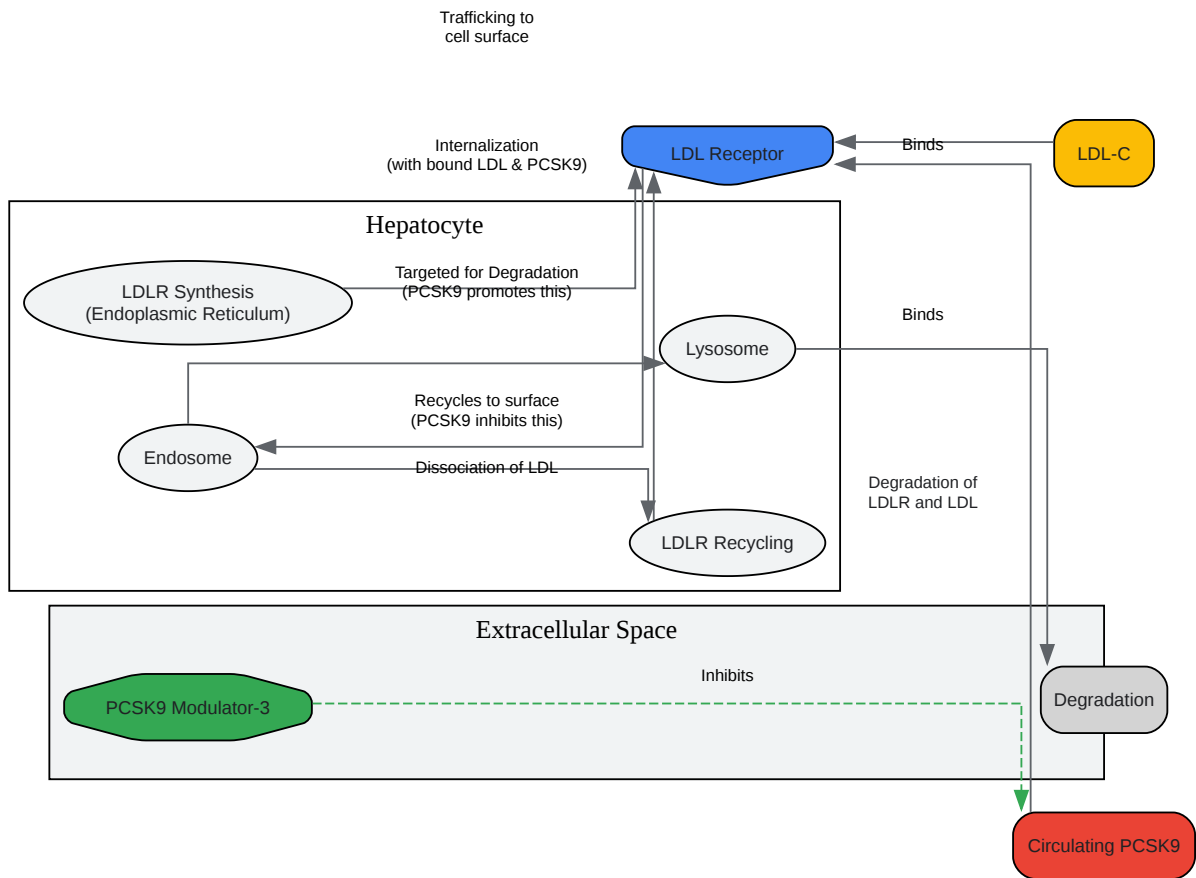 Trafficking to
cell surface
Internalization
(with bound LDL & PCSK9)
LDL Receptor
Binds
LDL-C
Hepatocyte
LDLR Synthesis
(Endoplasmic Reticulum)
Targeted for Degradation
(PCSK9 promotes this)
Lysosome
Binds
Recycles to surface
(PCSK9 inhibits this)
Endosome
Dissociation of LDL
Degradation of
LDLR and LDL
LDLR Recycling
Extracellular Space
PCSK9 Modulator-3
Inhibits
Degradation
Circulating PCSK9